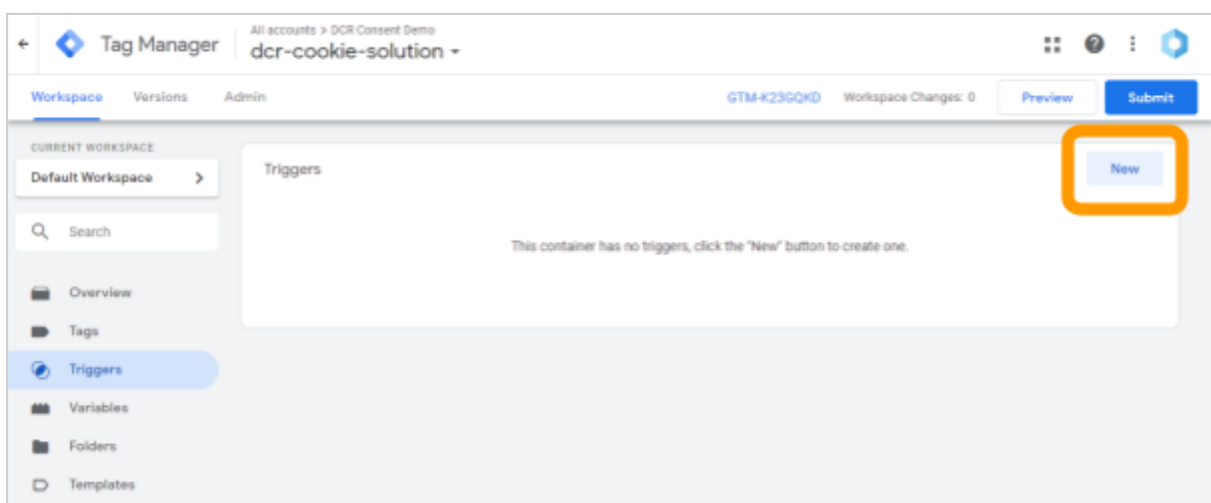 All accounts > DCR Consent Demo
Tag Manager dcr-cookie-solution
Workspace Versions Admin GTM-K23GQKD Workspace Changes: 0 Preview Submit
CURRENT WORKSPACE
Default Workspace
Triggers New
Search
This container has no triggers, click the "New" button to create one.
Overview
Tags
Triggers
Variables
Folders
Templates